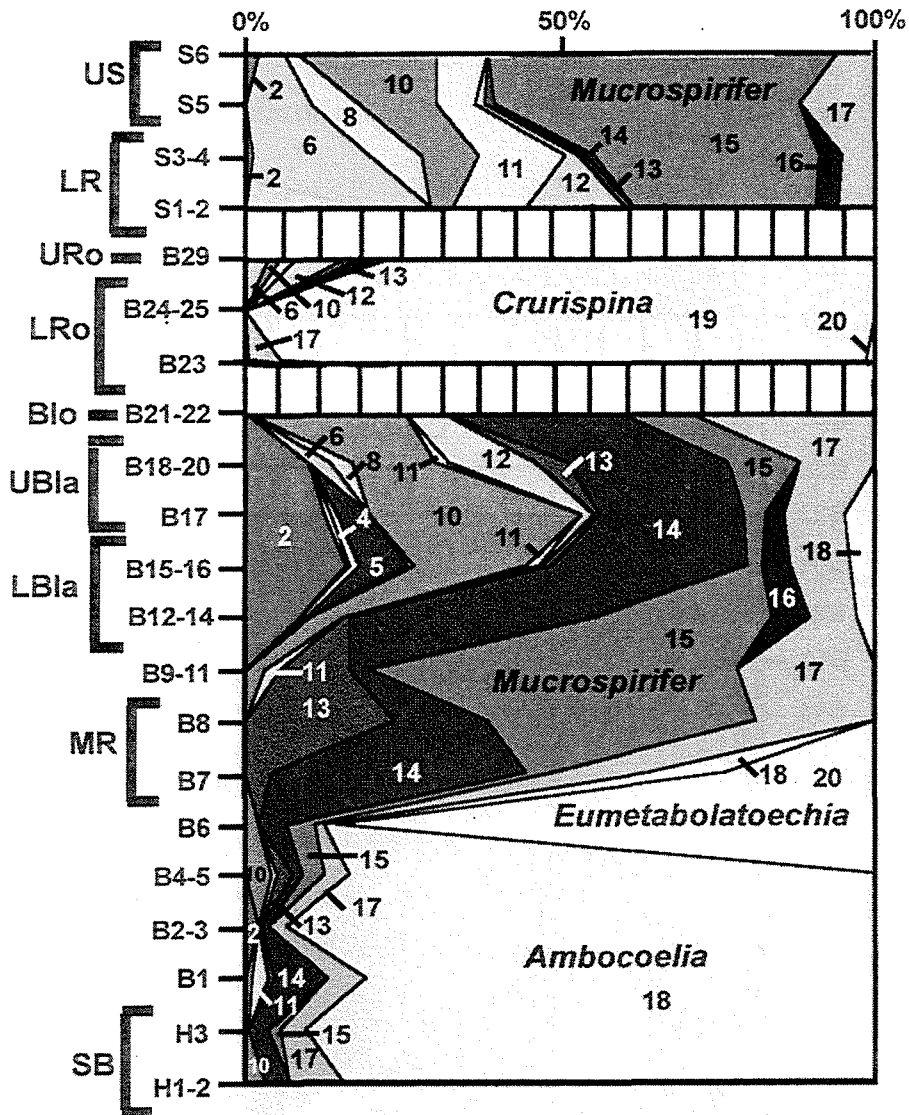 0% 50% 100%
US S6 2 8 10 Mucrospirifer 17
S5 6 15
LR S3-4 2 11 14 13 16
S1-2 12
URo B29 13
B24-25 6 10 12 Crurispina
LRo 17 19 20
B23
Blo B21-22
6 17
UBla B18-20 8 11 12 13 15
B17 2 4 10 14
LBla B15-16 5 11 18
B12-14 16
15
B9-11 11 17
13 Mucrospirifer
MR B8
B7 14 18 20
B6 Eumetabolatoechia
15
B4-5 10
17
B2-3 2 13
B1 14 Ambocoelia
11 18
H3 15
SB 10 17
H1-2